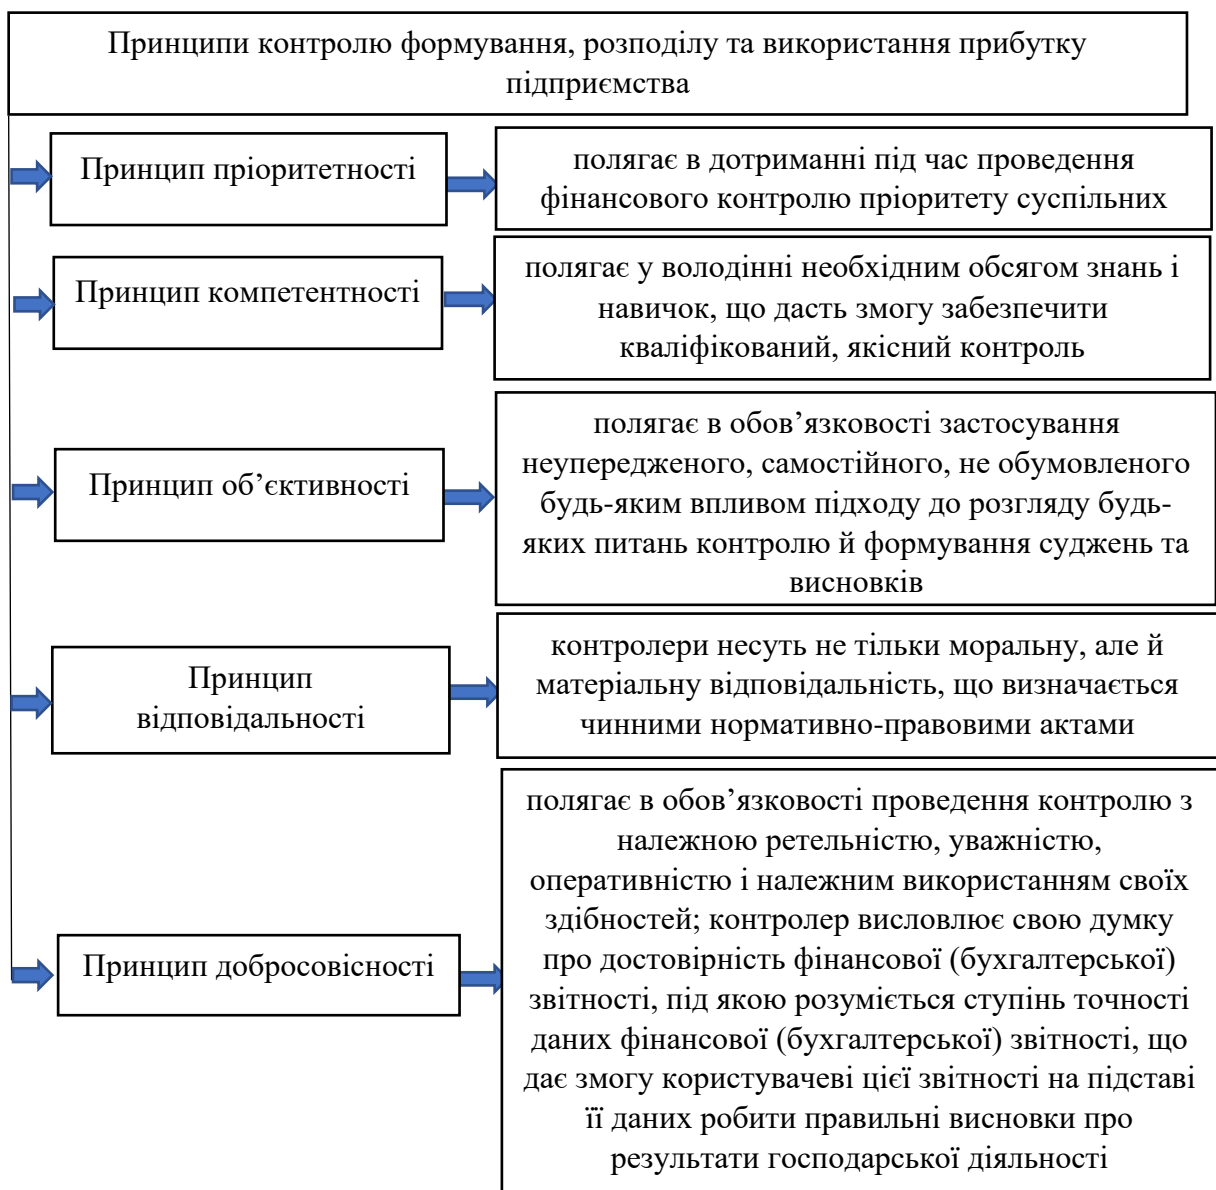 Принципи контролю формування, розподілу та використання прибутку
підприємства
Принцип пріоритетності
полягає в дотриманні під час проведення
фінансового контролю пріоритету суспільних
Принцип компетентності
полягає у володінні необхідним обсягом знань і
навичок, що дасть змогу забезпечити
кваліфікований, якісний контроль
Принцип об’єктивності
полягає в обов’язковості застосування
неупередженого, самостійного, не обумовленого
будь-яким впливом підходу до розгляду будь-
яких питань контролю й формування суджень та
висновків
Принцип
відповідальності
контролери несуть не тільки моральну, але й
матеріальну відповідальність, що визначається
чинними нормативно-правовими актами
Принцип добросовісності
полягає в обов’язковості проведення контролю з
належною ретельністю, уважністю,
оперативністю і належним використанням своїх
здібностей; контролер висловлює свою думку
про достовірність фінансової (бухгалтерської)
звітності, під якою розуміється ступінь точності
даних фінансової (бухгалтерської) звітності, що
дає змогу користувачеві цієї звітності на підставі
її даних робити правильні висновки про
результати господарської діяльності